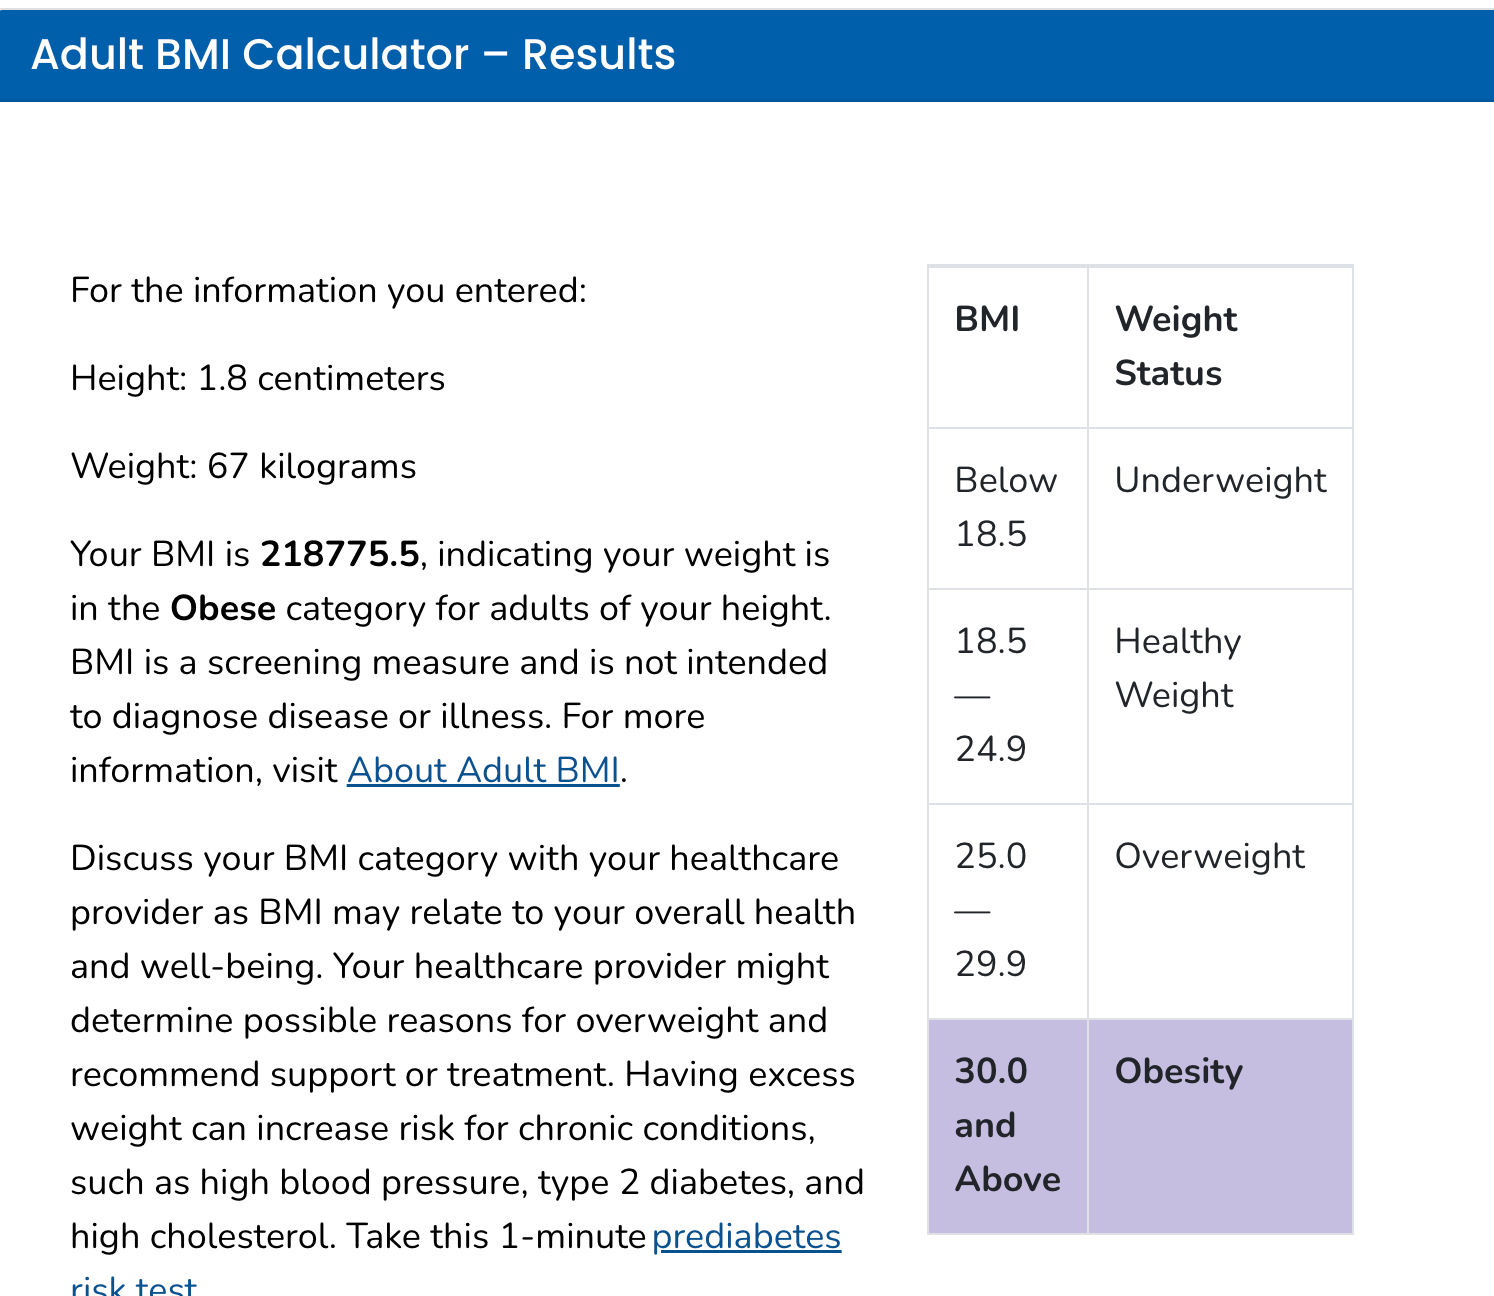 Adult BMI Calculator – Results
For the information you entered:
Height: 1.8 centimeters
Weight: 67 kilograms
Your BMI is 218775.5, indicating your weight is
in the Obese category for adults of your height.
BMI is a screening measure and is not intended
to diagnose disease or illness. For more
information, visit About Adult BMI.
Discuss your BMI category with your healthcare
provider as BMI may relate to your overall health
and well-being. Your healthcare provider might
determine possible reasons for overweight and
recommend support or treatment. Having excess
weight can increase risk for chronic conditions,
such as high blood pressure, type 2 diabetes, and
high cholesterol. Take this 1-minute prediabetes
risk test
BMI
Weight
Status
Below
18.5
Underweight
18.5
—
24.9
Healthy
Weight
25.0
—
29.9
Overweight
30.0
and
Above
Obesity